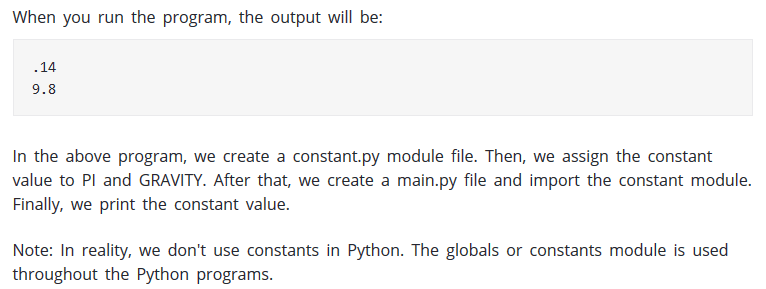 When you run the program, the output will be:
.14
9.8
In the above program, we create a constant.py module file. Then, we assign the constant
value to PI and GRAVITY. After that, we create a main.py file and import the constant module.
Finally, we print the constant value.
Note: In reality, we don't use constants in Python. The globals or constants module is used
throughout the Python programs.